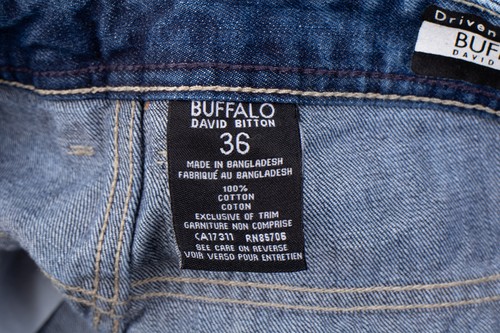 Driven
BUF
DAVID
BUFFALO
DAVID BITTON
36
MADE IN BANGLADESH
FABRIQUÉ AU BANGLADESH
100%
COTTON
COTON
EXCLUSIVE OF TRIM
GARNITURE NON COMPRISE
CA17311 RN85706
SEE CARE ON REVERSE
VOIR VERSO POUR ENTRETIEN